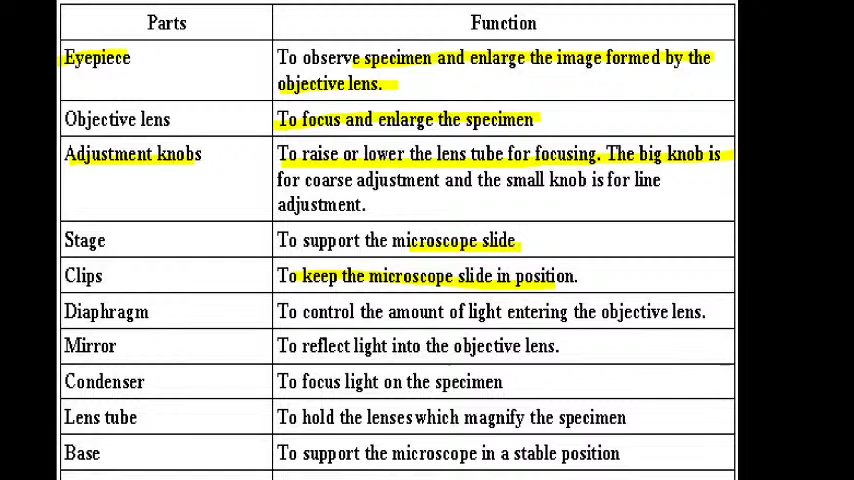 Parts Function
Eyepiece To observe specimen and enlarge the image formed by the
objective lens.
Objective lens To focus and enlarge the specimen
Adjustment knobs To raise or lower the lens tube for focusing. The big knob is
for coarse adjustment and the small knob is for line
adjustment.
Stage To support the microscope slide
Clips To keep the microscope slide in position.
Diaphragm To control the amount of light entering the objective lens.
Mirror To reflect light into the objective lens.
Condenser To focus light on the specimen
Lens tube To hold the lenses which magnify the specimen
Base To support the microscope in a stable position